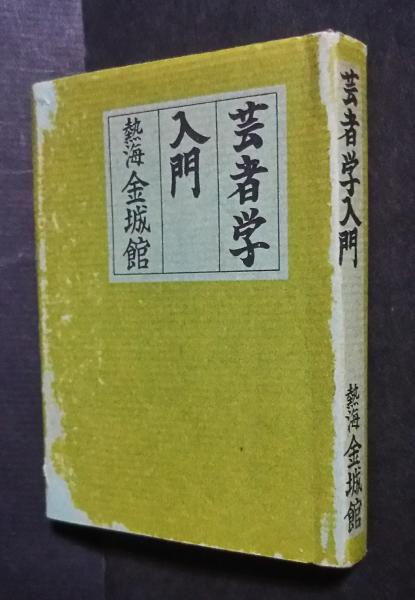 芸者学
入門
熱海 金城館
芸者学入門
熱海 金城館